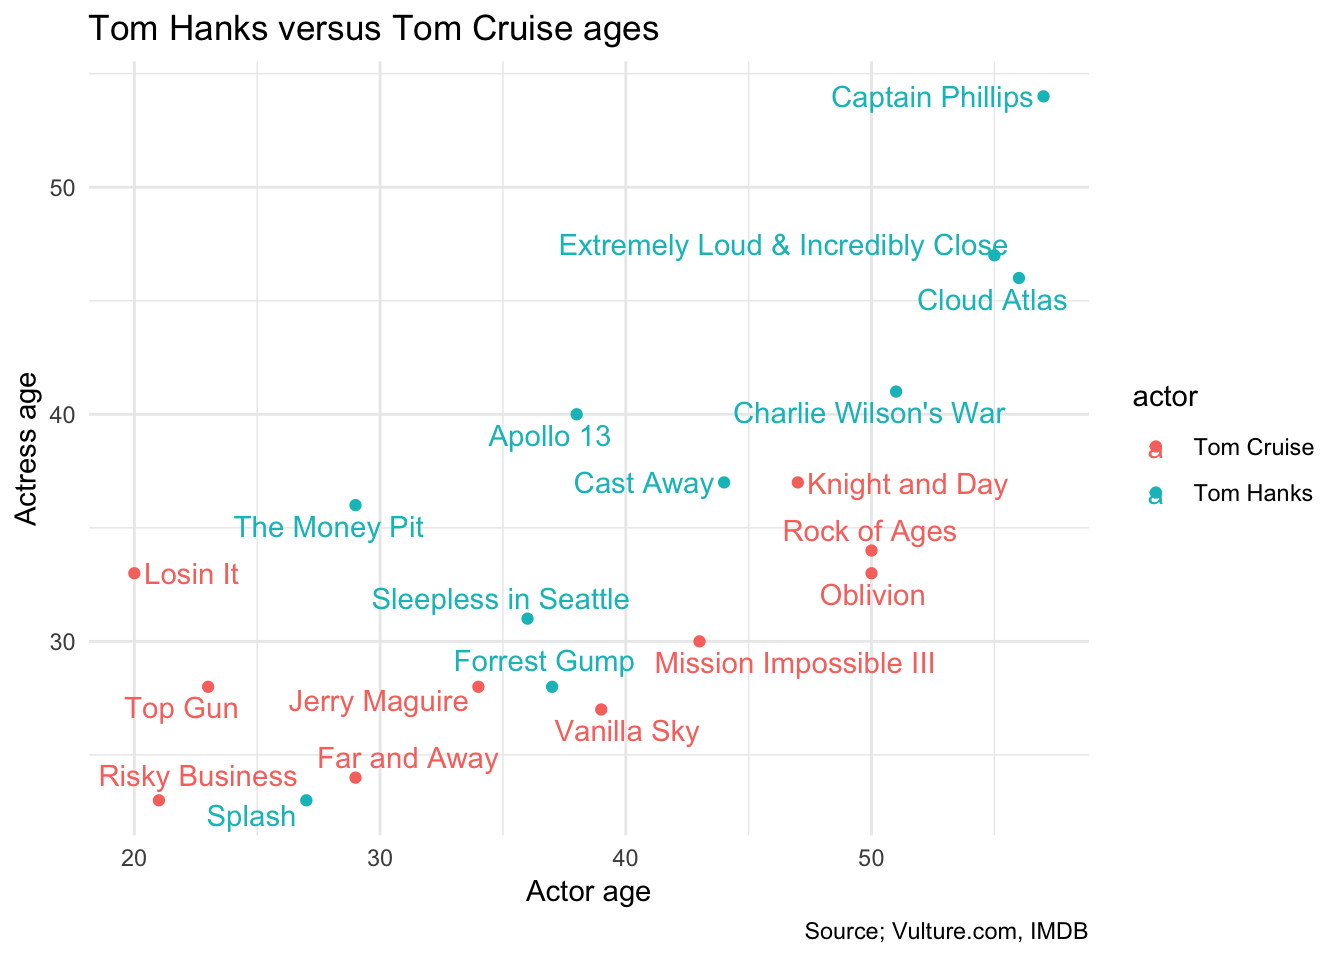 Tom Hanks versus Tom Cruise ages
Captain Phillips
50
Extremely Loud & Incredibly Close
Cloud Atlas
Actress age
40
Charlie Wilson's War
Apollo 13
Cast Away
Knight and Day
The Money Pit
Rock of Ages
Losin It
Oblivion
Sleepless in Seattle
30
Forrest Gump
Mission Impossible III
Top Gun
Jerry Maguire
Vanilla Sky
Far and Away
Risky Business
Splash
20
30
40
50
Actor age
actor
a
Tom Cruise
a
Tom Hanks
Source; Vulture.com, IMDB